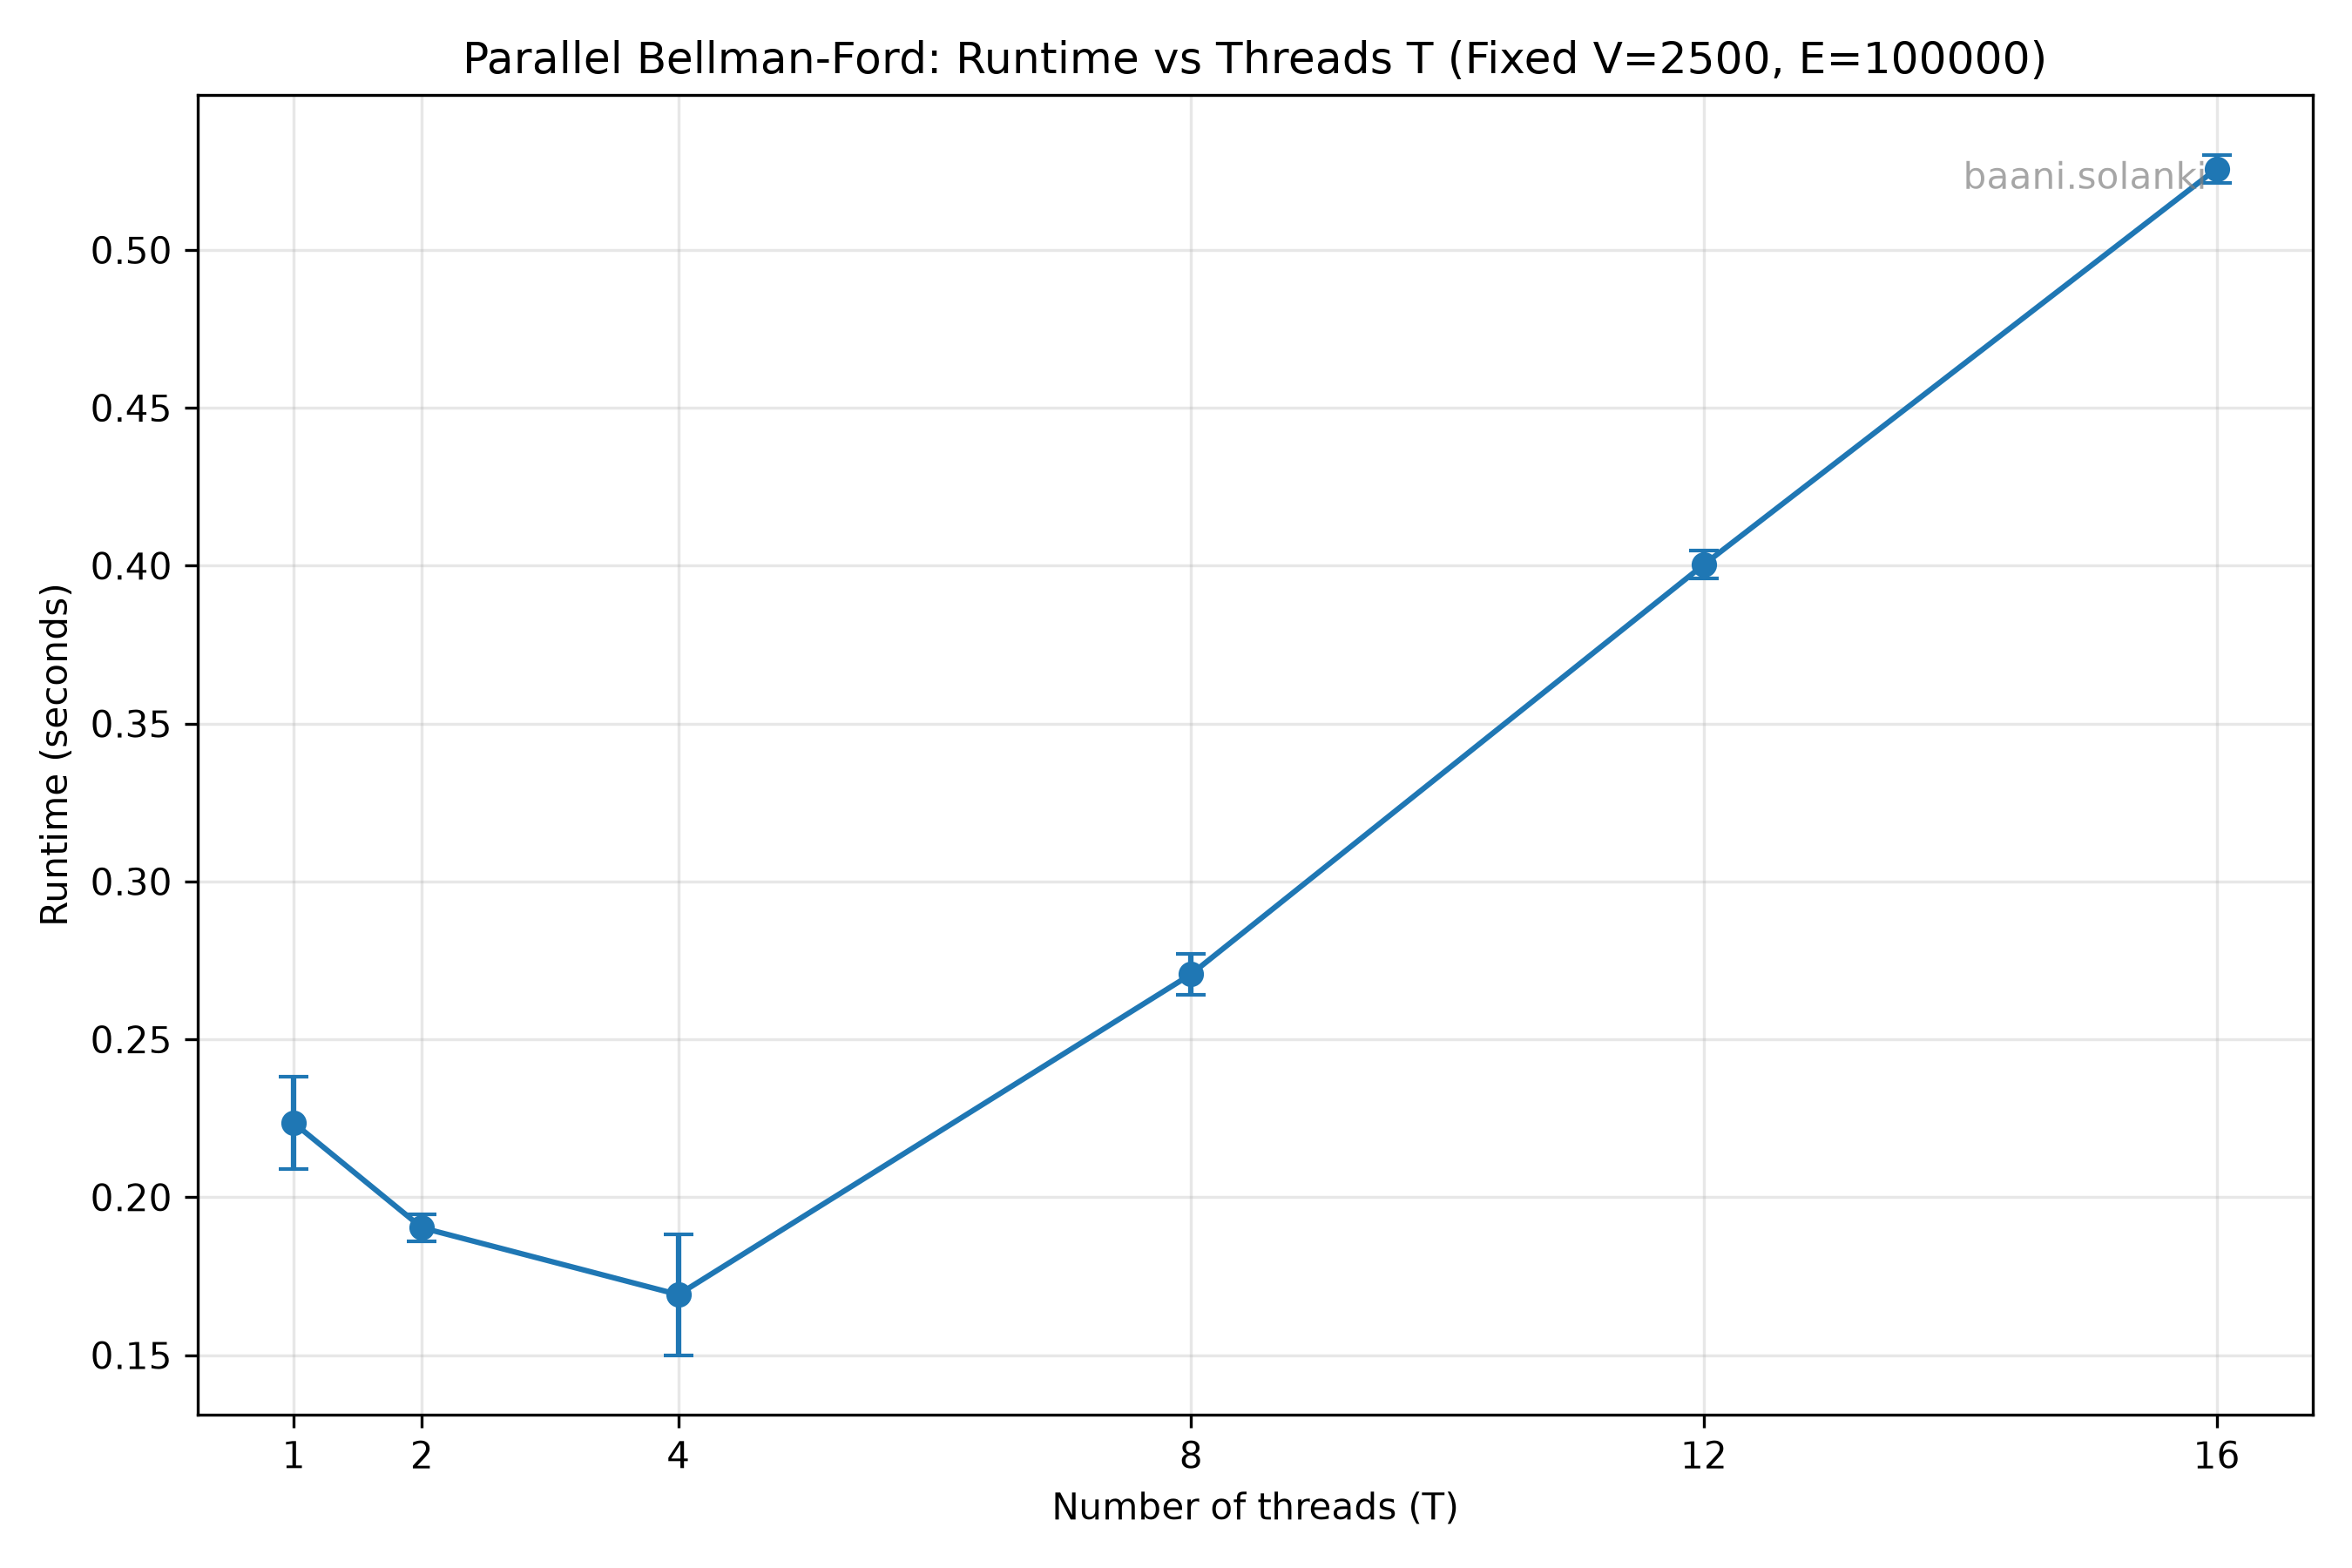 Parallel Bellman-Ford: Runtime vs Threads T (Fixed V=2500, E=100000)
baani.solanki
0.50
0.45
0.40
0.35
0.30
0.25
0.20
0.15
Runtime (seconds)
1 2 4 8 12 16
Number of threads (T)